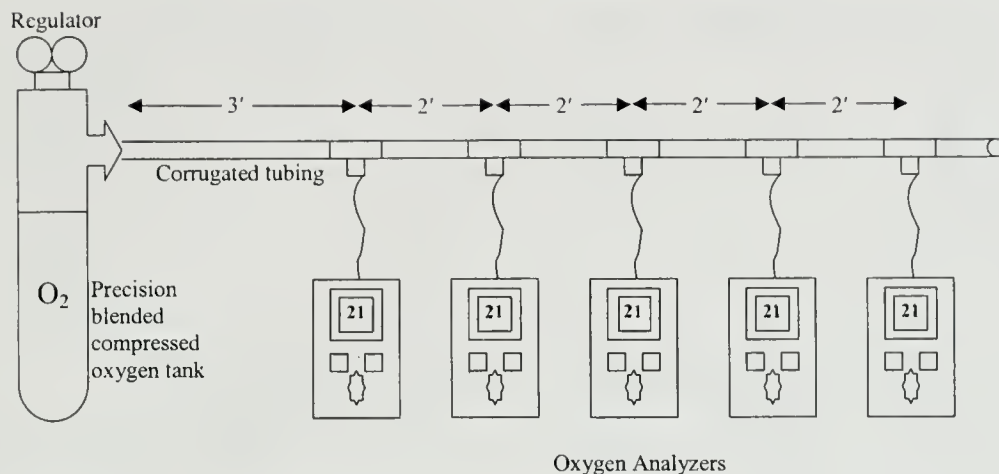 Regulator
3′ 2′ 2′ 2′ 2′
Corrugated tubing
O₂
Precision
blended
compressed
oxygen tank
21 21 21 21 21
Oxygen Analyzers